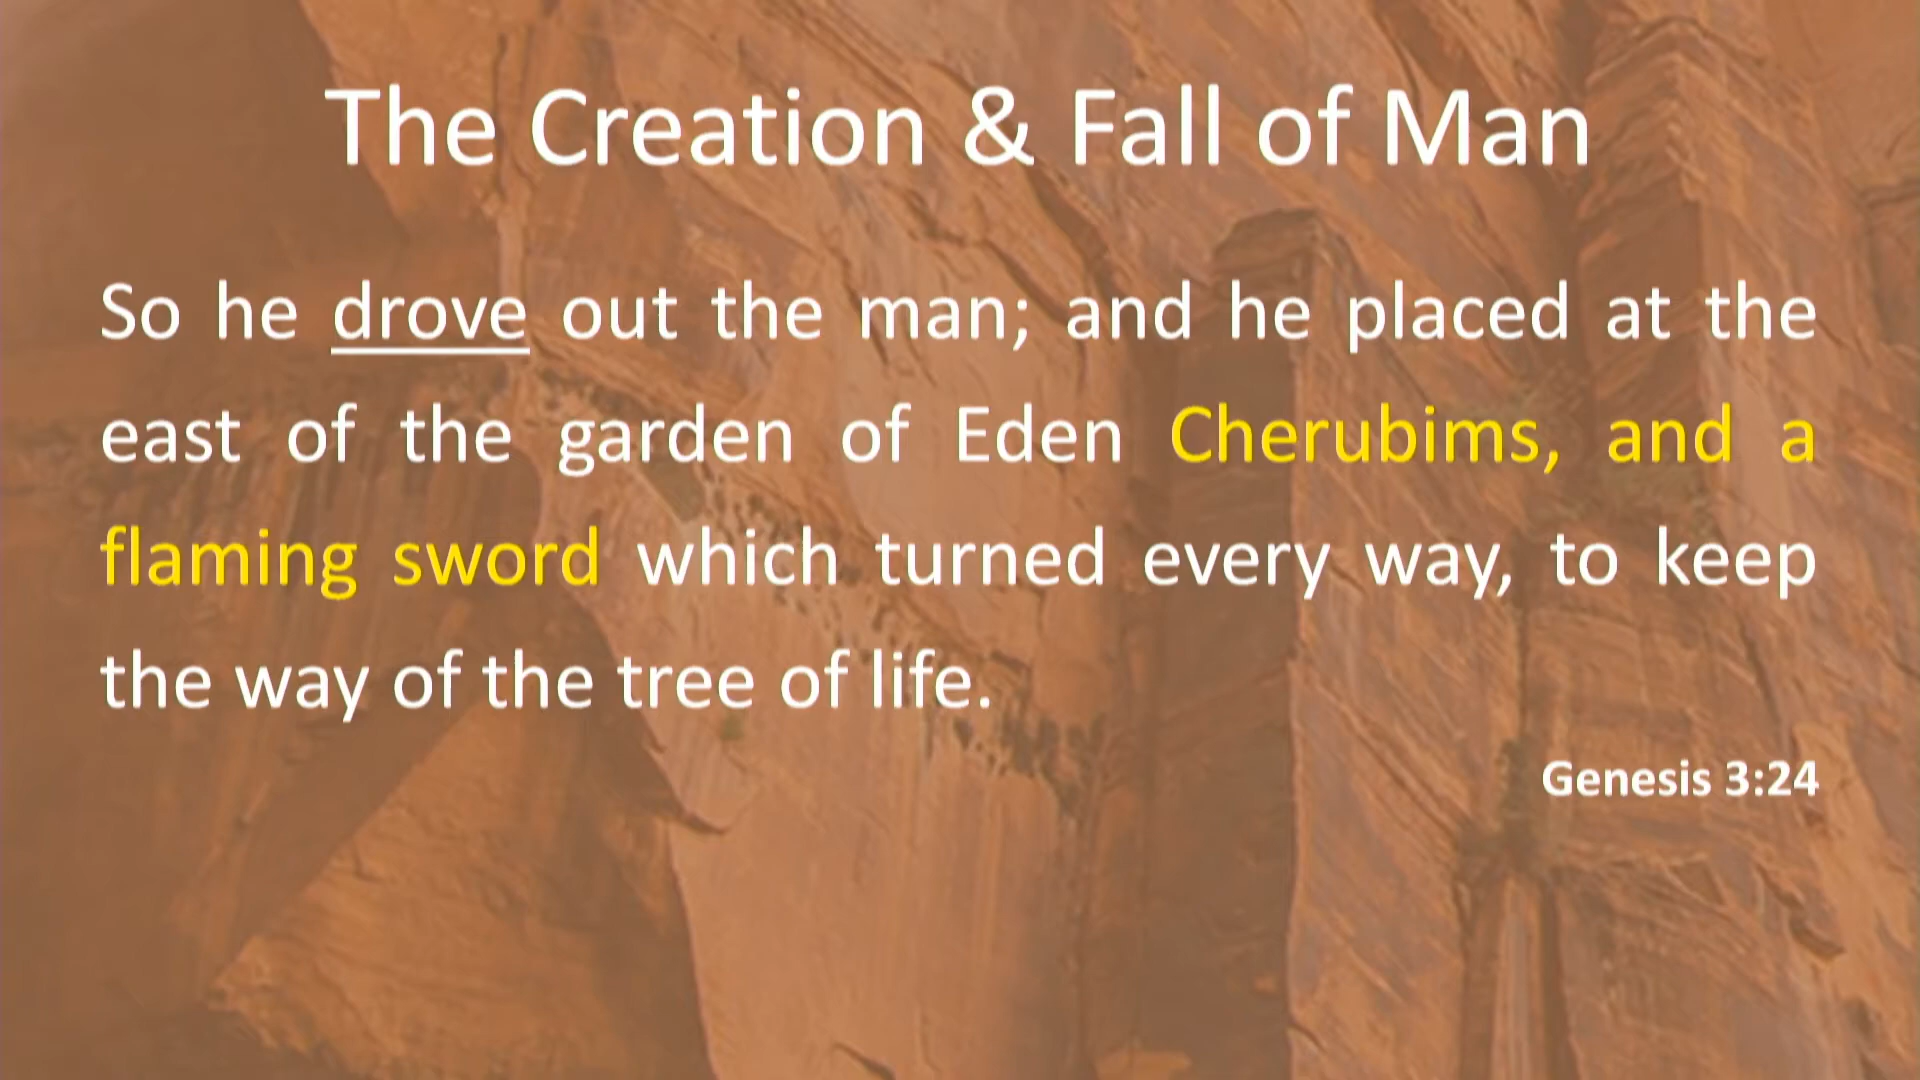 The Creation & Fall of Man
So he drove out the man; and he placed at the
east of the garden of Eden Cherubims, and a
flaming sword which turned every way, to keep
the way of the tree of life.
Genesis 3:24